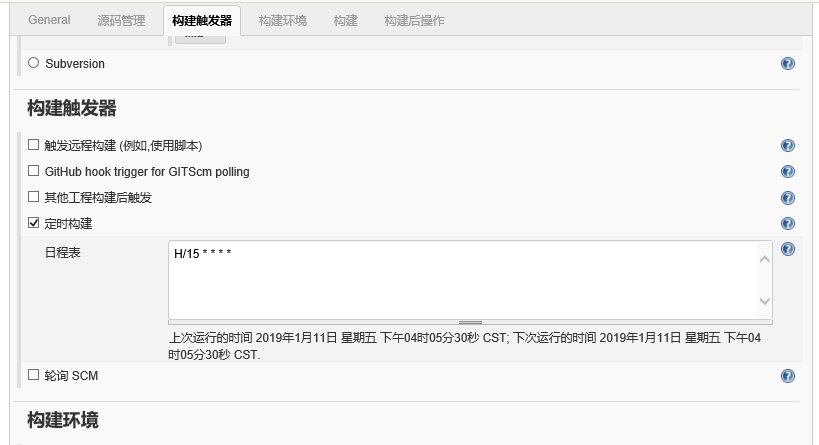 General 源码管理 构建触发器 构建环境 构建 构建后操作
Subversion
构建触发器
触发远程构建 (例如,使用脚本)
GitHub hook trigger for GITScm polling
其他工程构建后触发
定时构建
日程表
H/15 * * * *
上次运行的时间 2019年1月11日 星期五 下午04时05分30秒 CST; 下次运行的时间 2019年1月11日 星期五 下午04
时05分30秒 CST.
轮询 SCM
构建环境